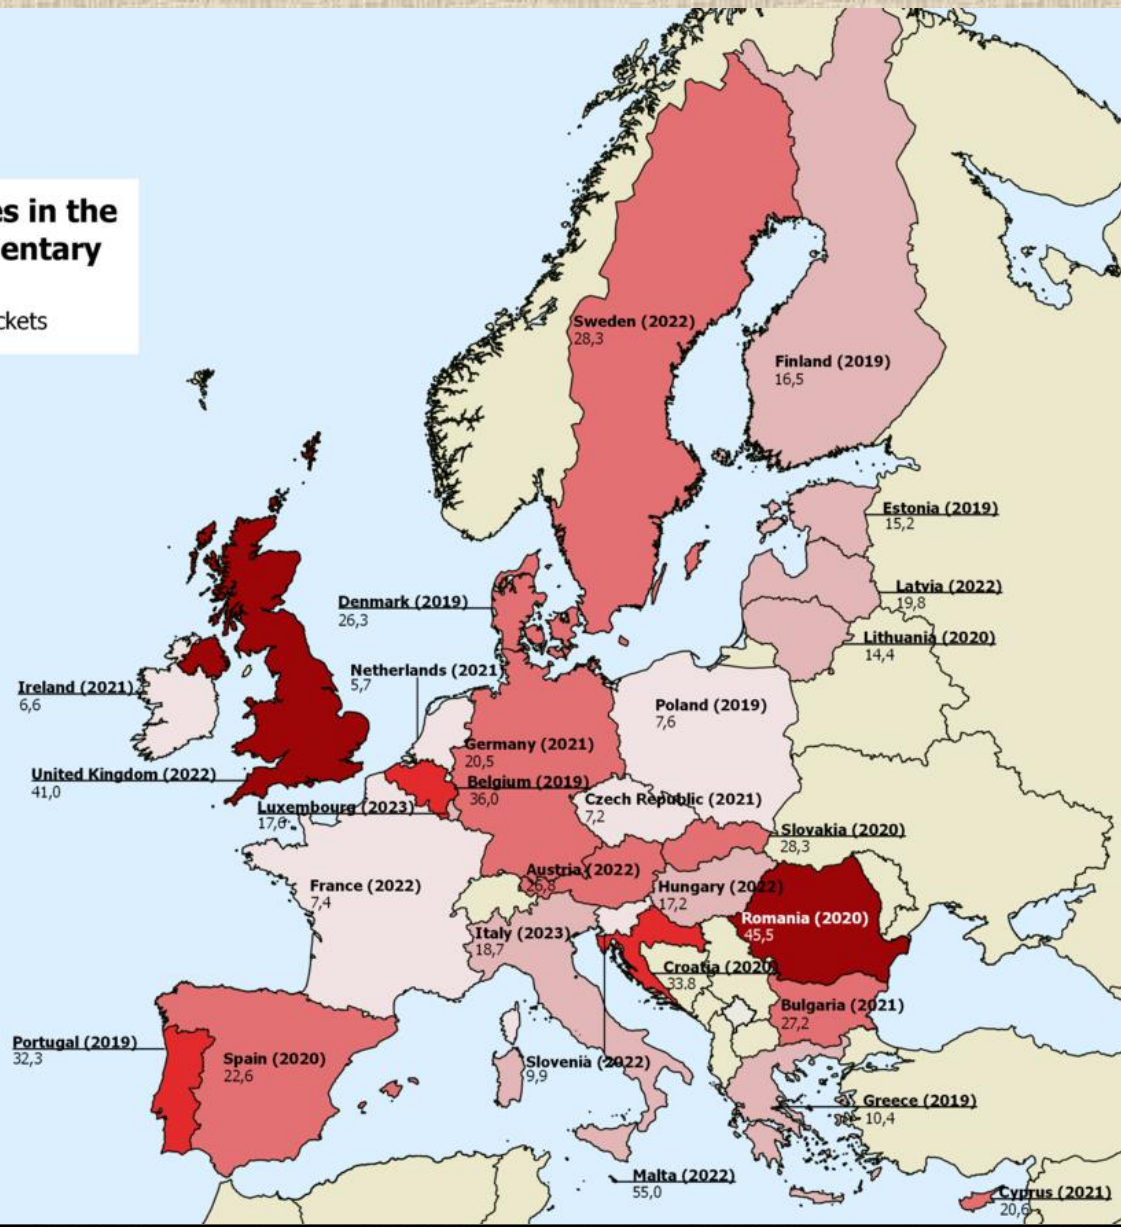 es in the
entary
ckets
Sweden (2022)
28,3
Finland (2019)
16,5
Estonia (2019)
15,2
Latvia (2022)
19,8
Denmark (2019)
26,3
Lithuania (2020)
14,4
Netherlands (2021)
5,7
Ireland (2021)
6,6
Poland (2019)
7,6
Germany (2021)
20,5
United Kingdom (2022)
41,0
Belgium (2019)
36,0
Czech Republic (2021)
7,2
Luxembourg (2023)
Slovakia (2020)
28,3
Austria (2022)
26,8
France (2022)
7,4
Hungary (2022)
17,2
Romania (2020)
45,5
Italy (2023)
18,7
Croatia (2020)
33,8
Bulgaria (2021)
27,2
Portugal (2019)
32,3
Spain (2020)
22,6
Slovenia (2022)
9,9
Greece (2019)
10,4
Malta (2022)
55,0
Cyprus (2021)
20,6